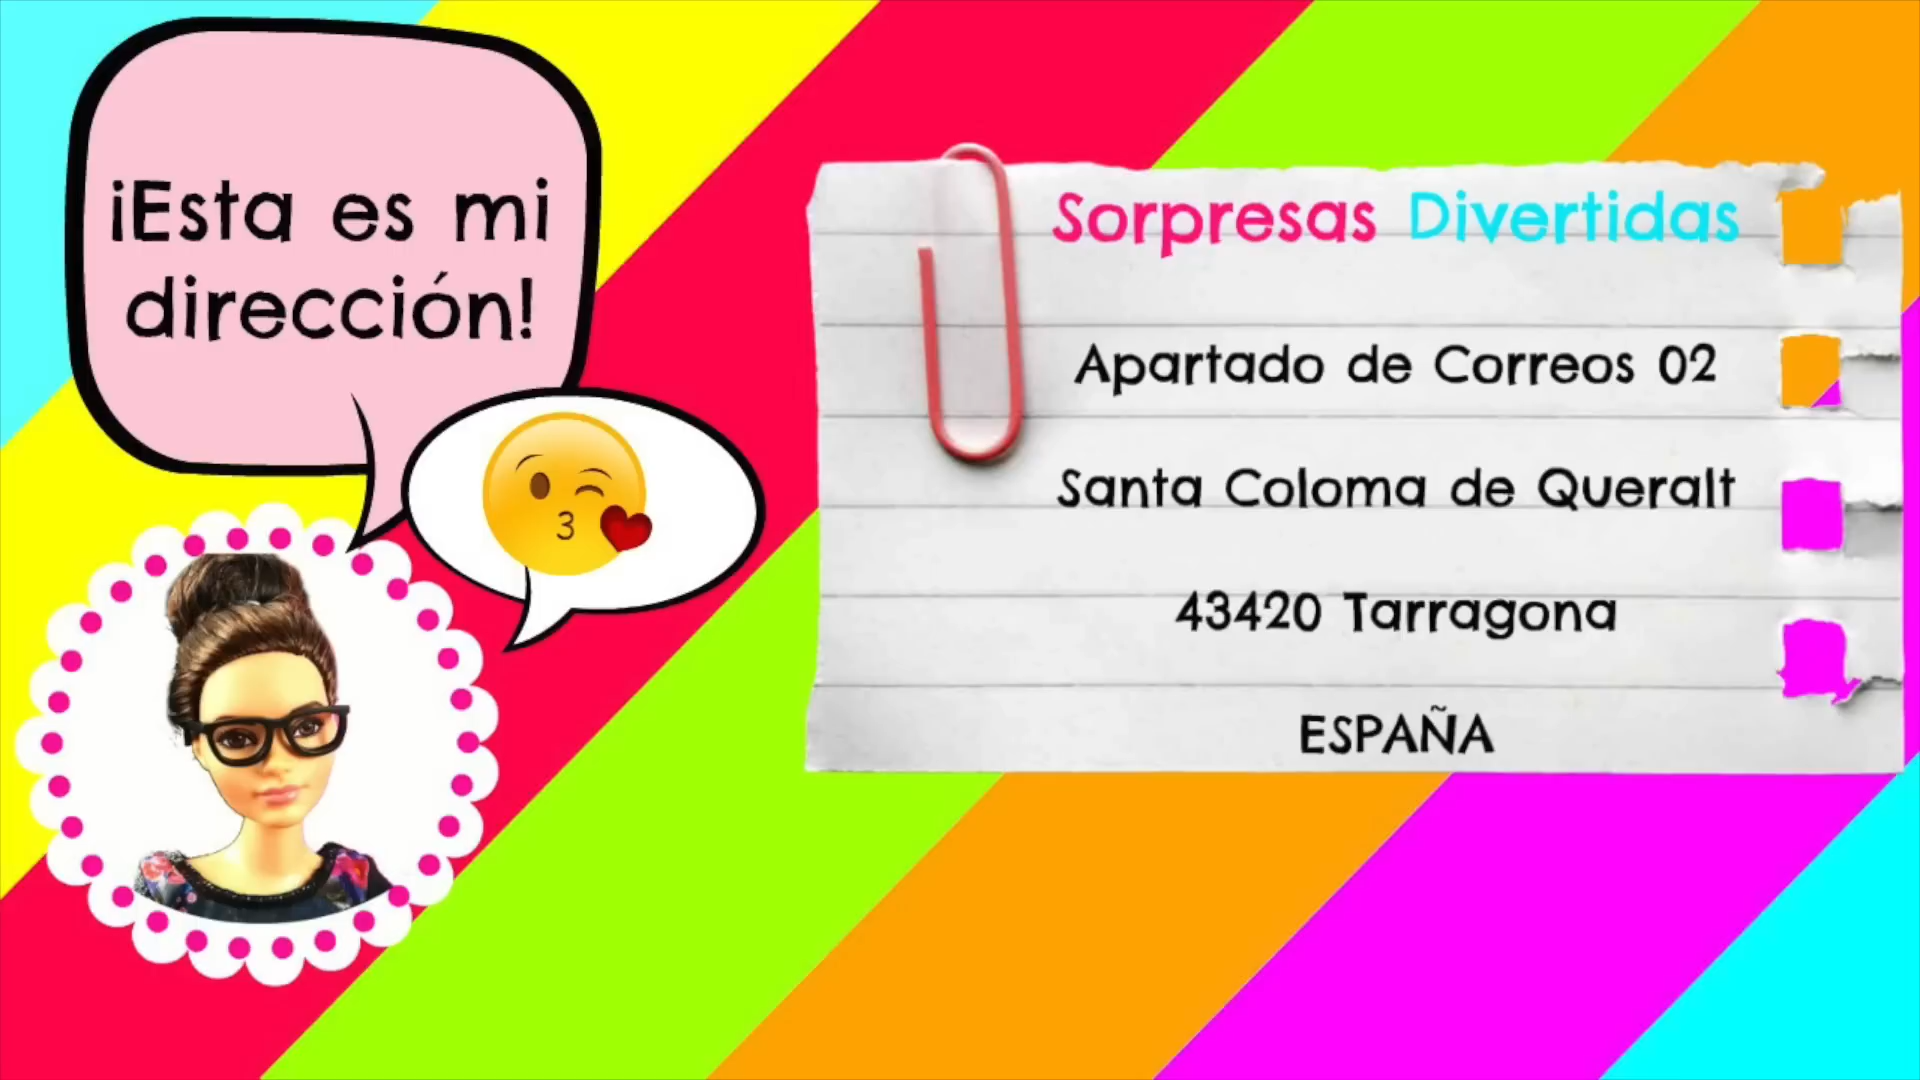 ¡Esta es mi
dirección!
Sorpresas Divertidas
Apartado de Correos 02
Santa Coloma de Queralt
43420 Tarragona
ESPAÑA